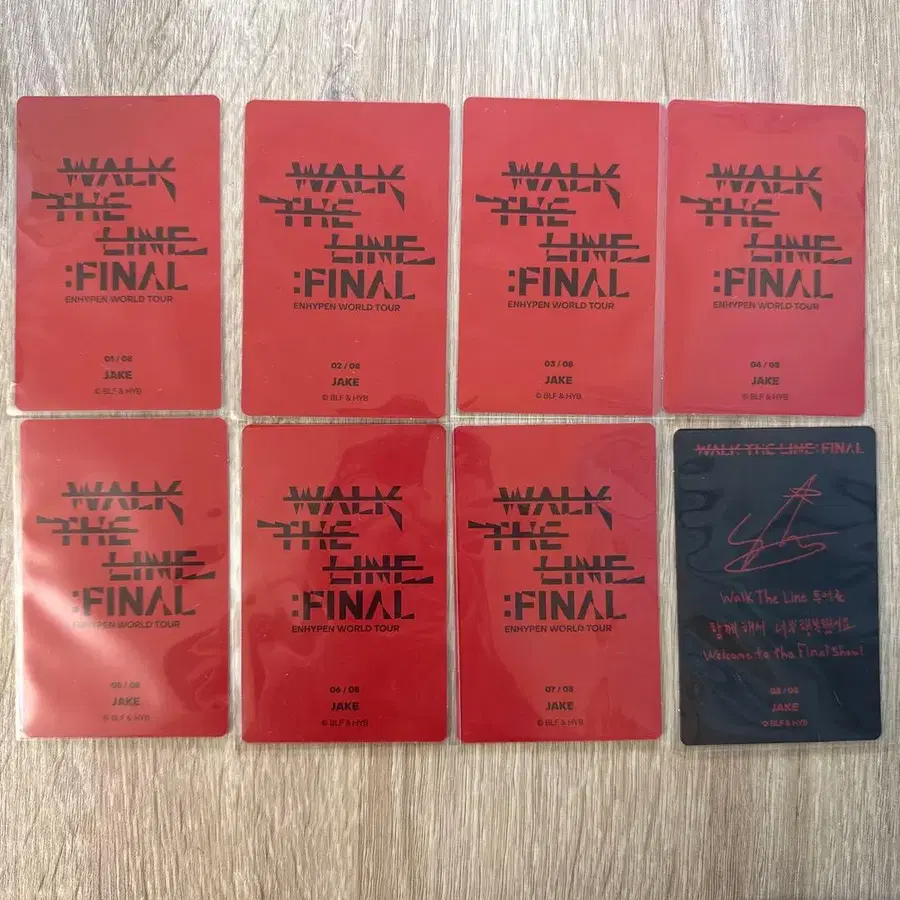 WALK
THE
LINE
:FINAL
ENHYPEN WORLD TOUR
01 / 08
JAKE
© BLF & HYB
WALK
THE
LINE
:FINAL
ENHYPEN WORLD TOUR
02 / 08
JAKE
© BLF & HYB
WALK
THE
LINE
:FINAL
ENHYPEN WORLD TOUR
03 / 08
JAKE
© BLF & HYB
WALK
THE
LINE
:FINAL
ENHYPEN WORLD TOUR
04 / 08
JAKE
© BLF & HYB
WALK
THE
LINE
:FINAL
ENHYPEN WORLD TOUR
05 / 08
JAKE
© BLF & HYB
WALK
THE
LINE
:FINAL
ENHYPEN WORLD TOUR
06 / 08
JAKE
© BLF & HYB
WALK
THE
LINE
:FINAL
ENHYPEN WORLD TOUR
07 / 08
JAKE
© BLF & HYB
WALK THE LINE : FINAL
Walk The Line 투어를
함께 해서 너무 행복했어요
Welcome to the Final Show!
08 / 08
JAKE
© BLF & HYB